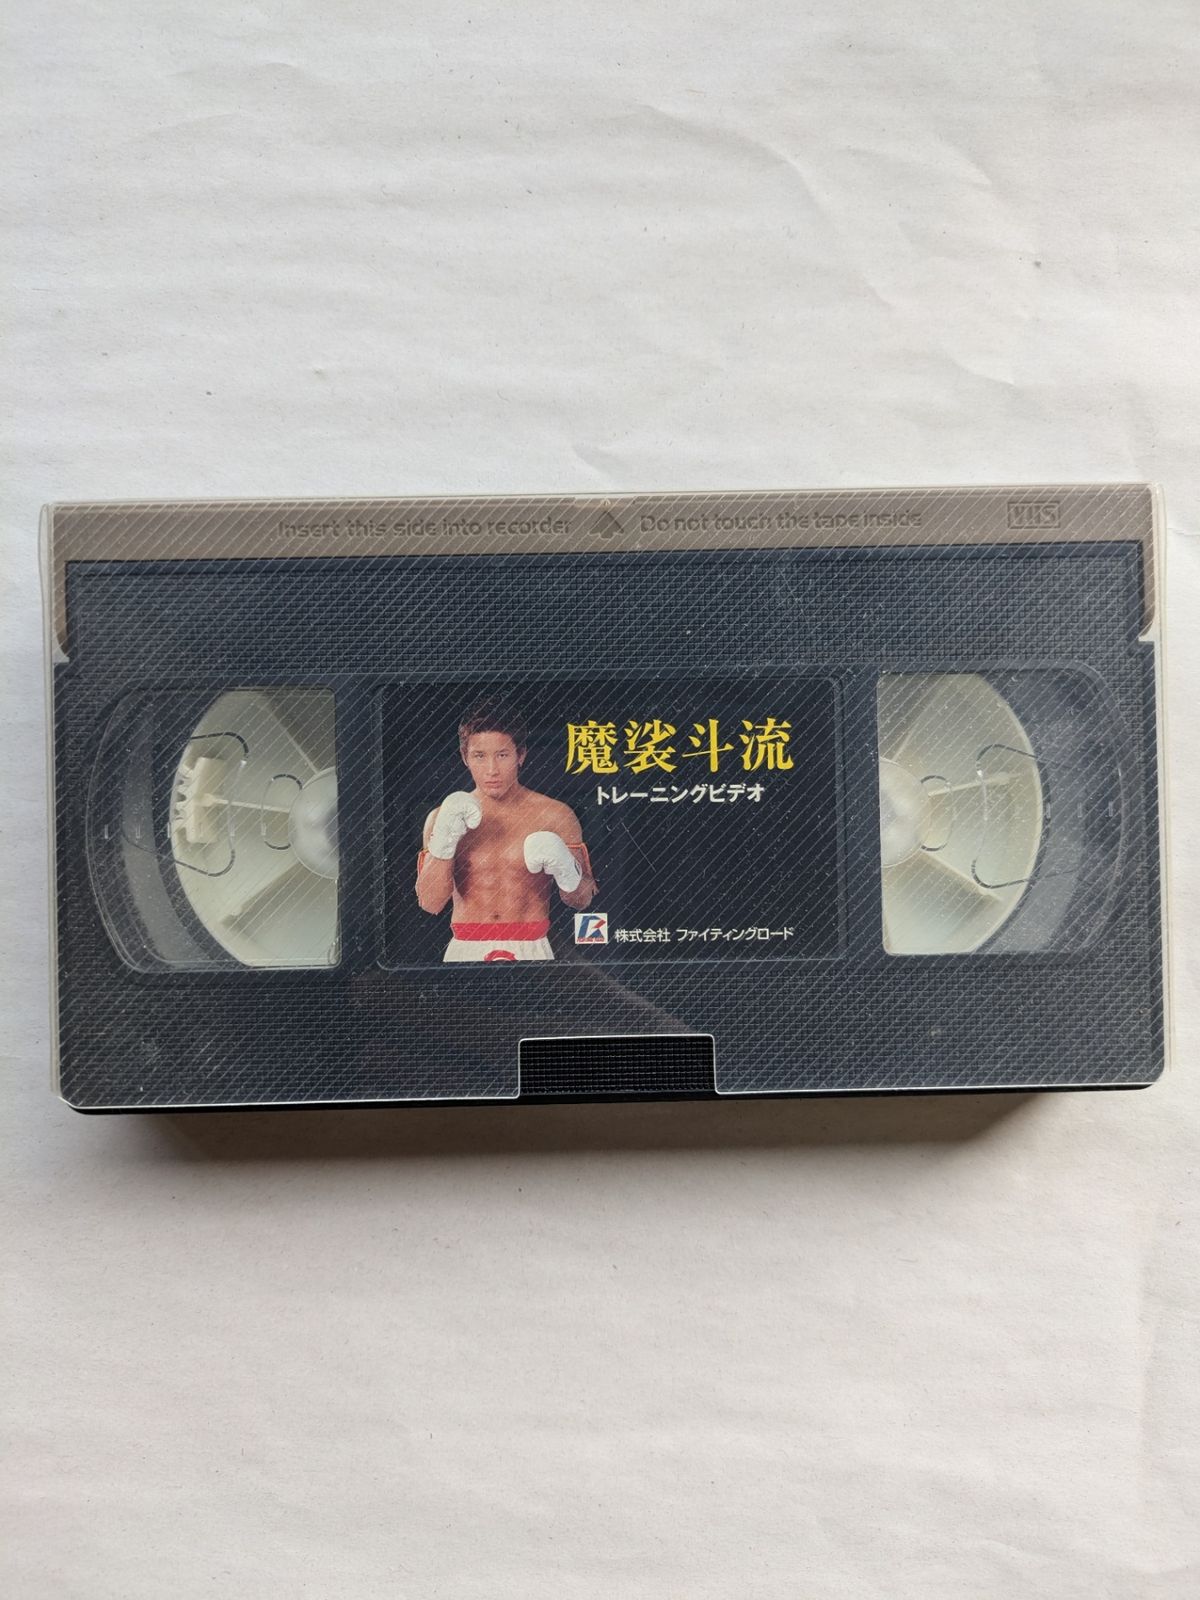 Insert this side into recorder
Do not touch the tape inside
VHS
魔裟斗流
トレーニングビデオ
株式会社 ファイティングロード